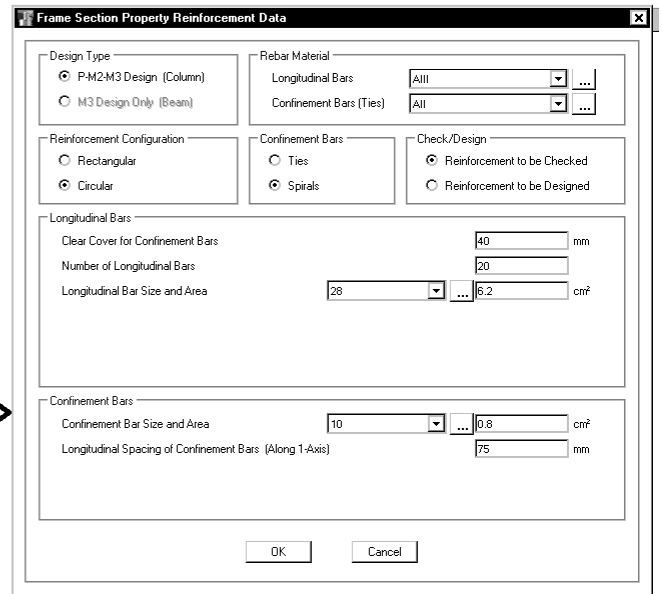 Frame Section Property Reinforcement Data
Design Type
P-M2-M3 Design (Column)
M3 Design Only (Beam)
Rebar Material
Longitudinal Bars AIII ...
Confinement Bars (Ties) AII ...
Reinforcement Configuration
Rectangular
Circular
Confinement Bars
Ties
Spirals
Check/Design
Reinforcement to be Checked
Reinforcement to be Designed
Longitudinal Bars
Clear Cover for Confinement Bars 40 mm
Number of Longitudinal Bars 20
Longitudinal Bar Size and Area 28 ... 6.2 cm²
Confinement Bars
Confinement Bar Size and Area 10 ... 0.8 cm²
Longitudinal Spacing of Confinement Bars (Along 1-Axis) 75 mm
OK Cancel